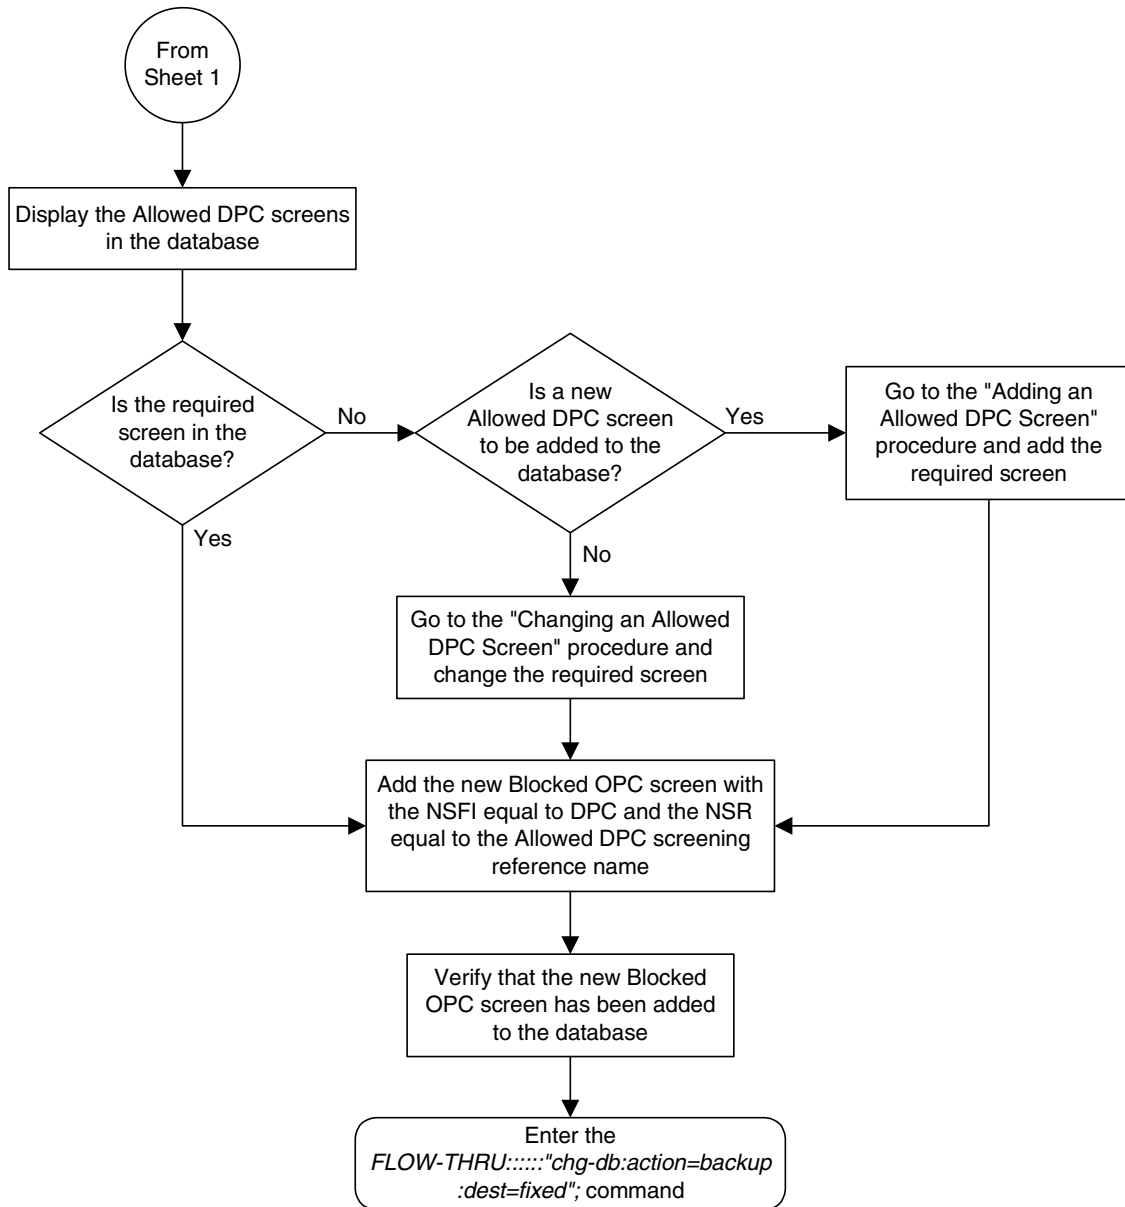 From
Sheet 1
Display the Allowed DPC screens
in the database
Is the required
screen in the
database?
No
Yes
Is a new
Allowed DPC screen
to be added to the
database?
Yes
No
Go to the "Adding an
Allowed DPC Screen"
procedure and add the
required screen
Go to the "Changing an Allowed
DPC Screen" procedure and
change the required screen
Add the new Blocked OPC screen with
the NSFI equal to DPC and the NSR
equal to the Allowed DPC screening
reference name
Verify that the new Blocked
OPC screen has been added
to the database
Enter the
FLOW-THRU::::::"chg-db:action=backup
:dest=fixed"; command